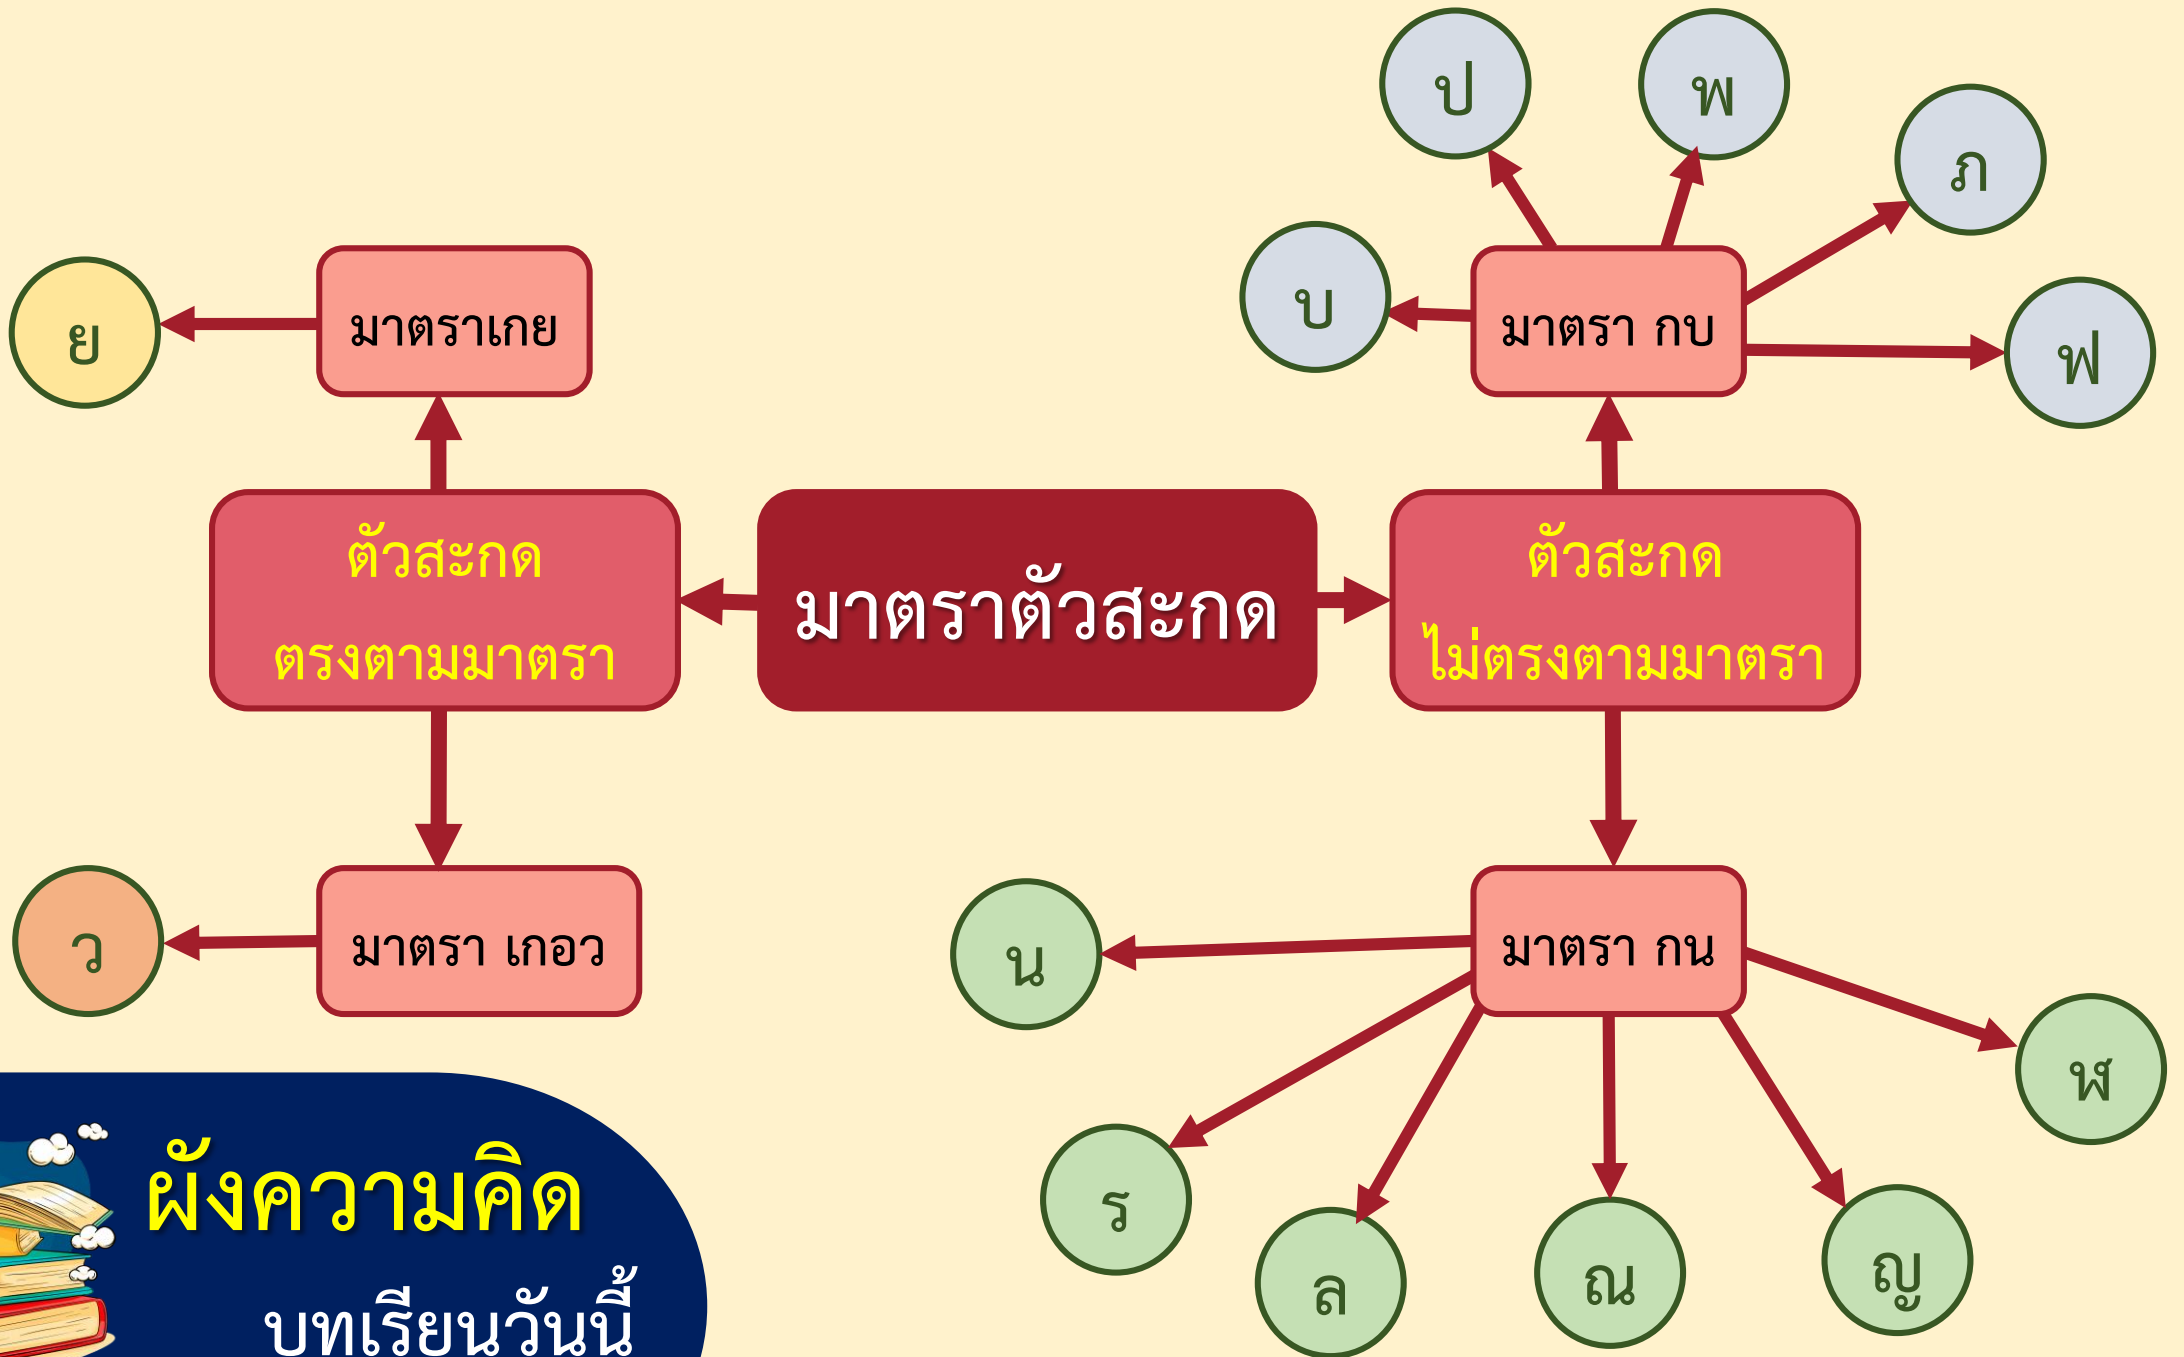 ป
พ
ภ
บ
มาตรา กบ
ฟ
ย
มาตราเกย
ตัวสะกด
ตรงตามมาตรา
มาตราตัวสะกด
ตัวสะกด
ไม่ตรงตามมาตรา
ว
มาตรา เกอว
น
มาตรา กน
ร
ล
ณ
ญ
ฬ
ผังความคิด
บทเรียนวันนี้